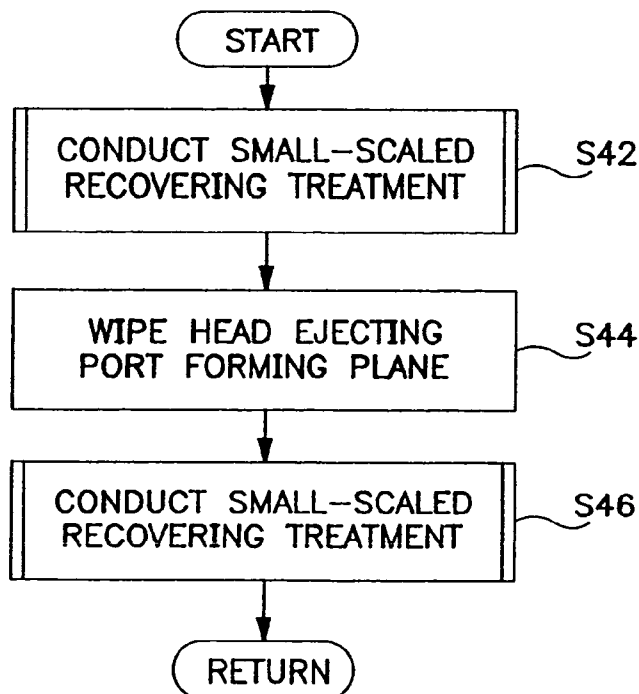 START
CONDUCT SMALL-SCALED
RECOVERING TREATMENT
S42
WIPE HEAD EJECTING
PORT FORMING PLANE
S44
CONDUCT SMALL-SCALED
RECOVERING TREATMENT
S46
RETURN